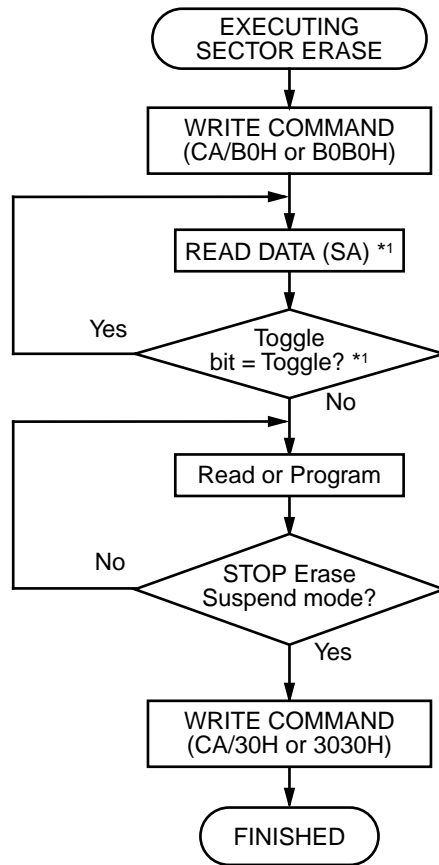 EXECUTING
SECTOR ERASE
WRITE COMMAND
(CA/B0H or B0B0H)
READ DATA (SA) *1
Yes
Toggle
bit = Toggle? *1
No
Read or Program
No
STOP Erase
Suspend mode?
Yes
WRITE COMMAND
(CA/30H or 3030H)
FINISHED